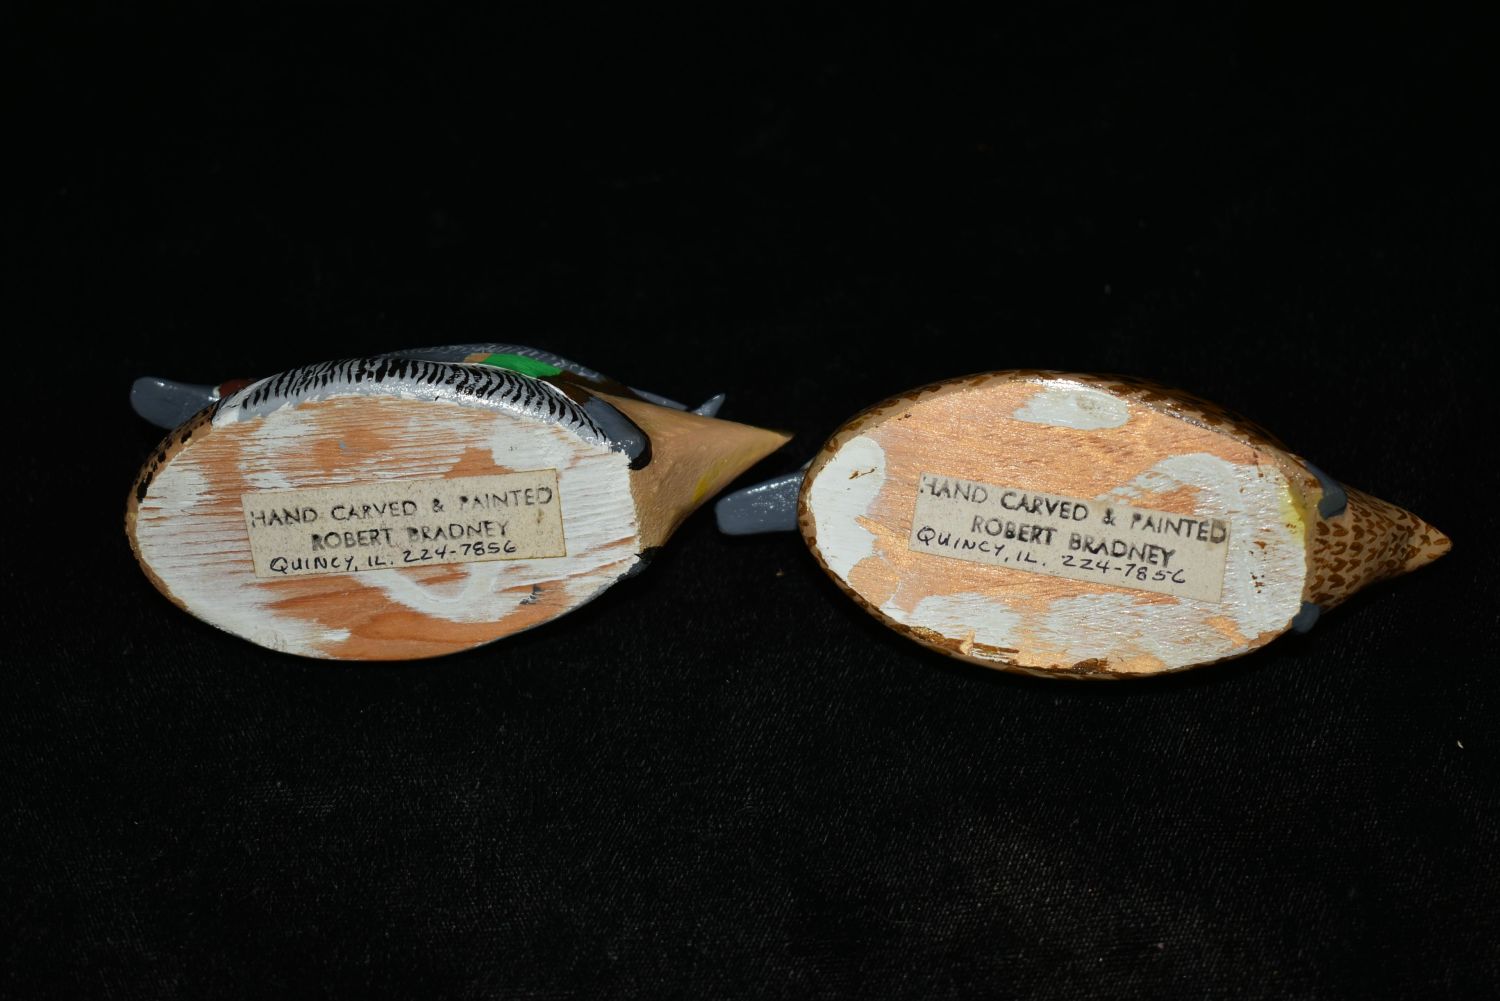 HAND CARVED & PAINTED
ROBERT BRADNEY
QUINCY, IL. 224-7856
HAND CARVED & PAINTED
ROBERT BRADNEY
QUINCY, IL. 224-7856